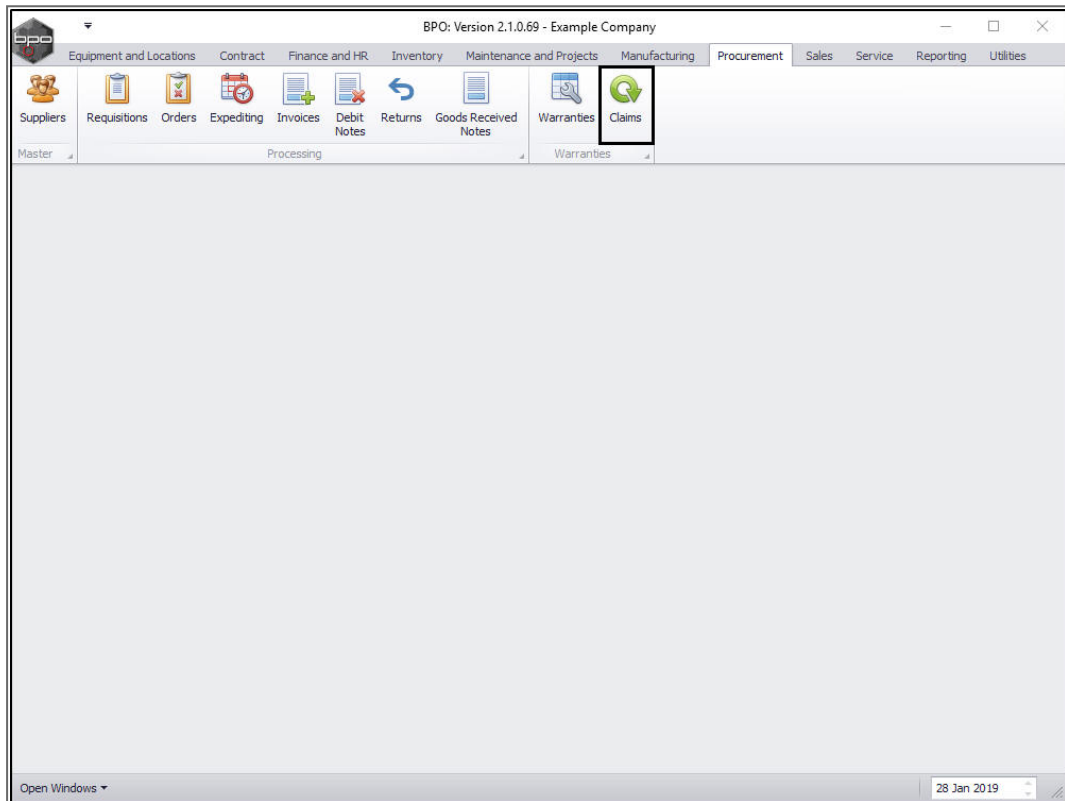 bpo
BPO: Version 2.1.0.69 - Example Company
Equipment and Locations Contract Finance and HR Inventory Maintenance and Projects Manufacturing Procurement Sales Service Reporting Utilities
Suppliers Requisitions Orders Expediting Invoices Debit Notes Returns Goods Received Notes Warranties Claims
Master Processing Warranties
Open Windows 28 Jan 2019